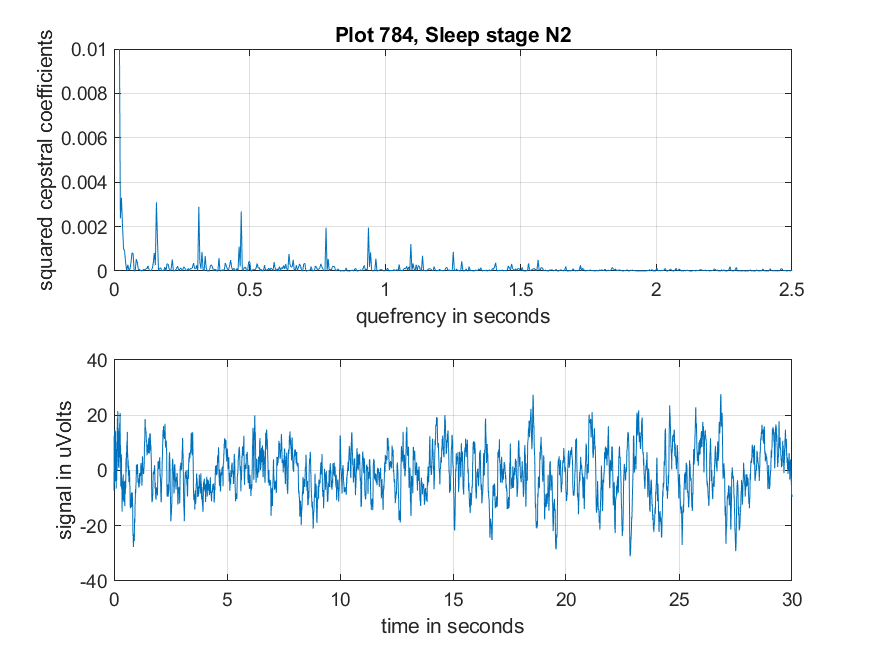 Plot 784, Sleep stage N2
squared cepstral coefficients
0.01
0.008
0.006
0.004
0.002
0
0 0.5 1 1.5 2 2.5
quefrency in seconds
signal in uVolts
40
20
0
-20
-40
0 5 10 15 20 25 30
time in seconds